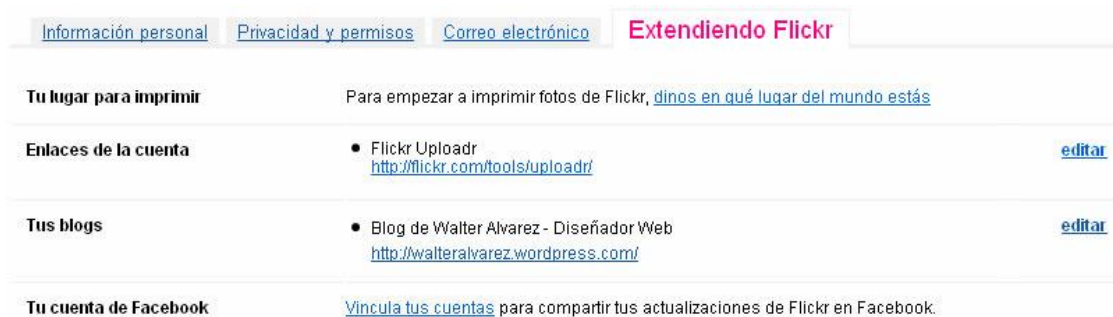 Información personal Privacidad y permisos Correo electrónico Extendiendo Flickr
Tu lugar para imprimir Para empezar a imprimir fotos de Flickr, dinos en qué lugar del mundo estás
Enlaces de la cuenta • Flickr Uploadr editar
http://flickr.com/tools/uploadr/
Tus blogs • Blog de Walter Alvarez - Diseñador Web editar
http://walteralvarez.wordpress.com/
Tu cuenta de Facebook Vincula tus cuentas para compartir tus actualizaciones de Flickr en Facebook.